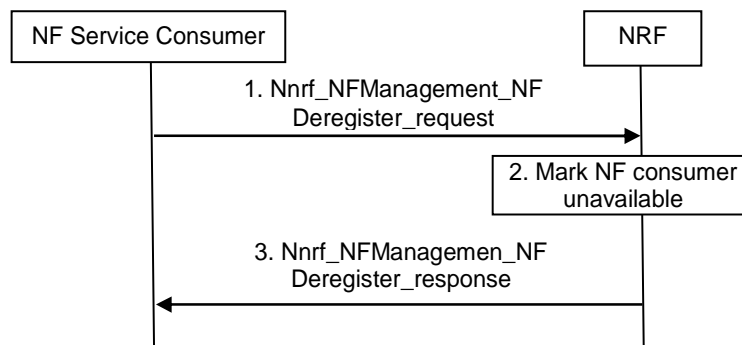 NF Service Consumer
NRF
1. Nnrf_NFManagement_NF
Deregister_request
2. Mark NF consumer
unavailable
3. Nnrf_NFManagemen_NF
Deregister_response